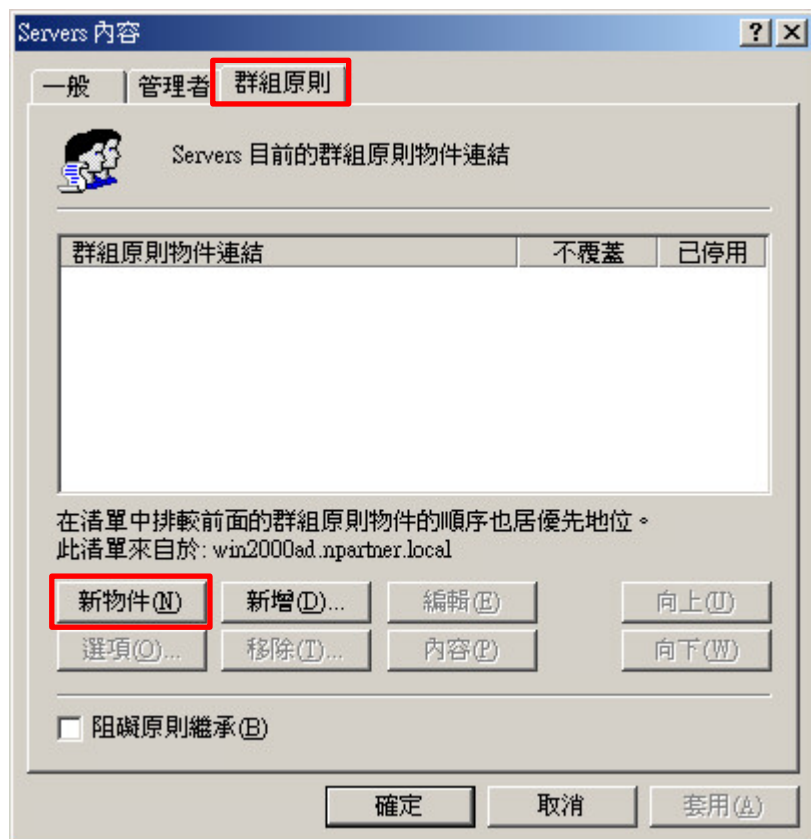 Servers 內容
一般 管理者 群組原則
Servers 目前的群組原則物件連結
群組原則物件連結 不覆蓋 已停用
在清單中排較前面的群組原則物件的順序也居優先地位。
此清單來自於: win2000ad.npartner.local
新物件(N) 新增(D)... 編輯(E) 向上(U)
選項(O)... 移除(T)... 內容(P) 向下(W)
阻礙原則繼承(B)
確定 取消 套用(A)